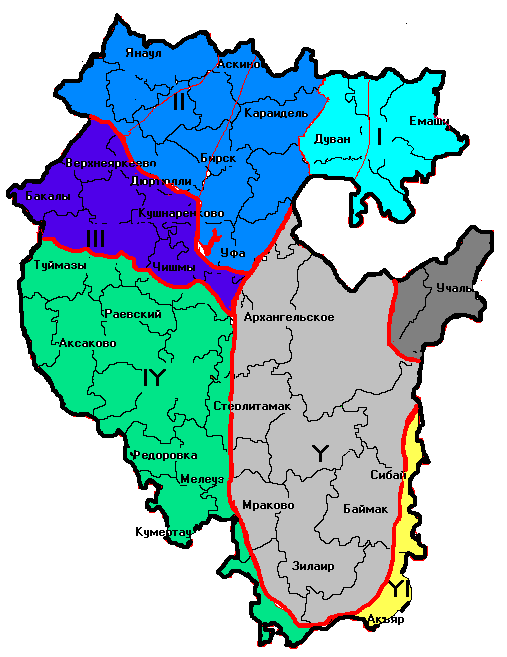 Янаул
Аскино
II
Караидель
Емаши
Дуван
I
Бирск
Верхнеяркеево
Дюртюли
Бакалы
Кушнаренково
III
Уфа
Туймазы
Чишмы
Учалы
Раевский
Архангельское
Аксаково
IY
Стерлитамак
Федоровка
Y
Мелеуз
Сибай
Мраково
Баймак
Кумертау
Зилаир
YI
Акъяр